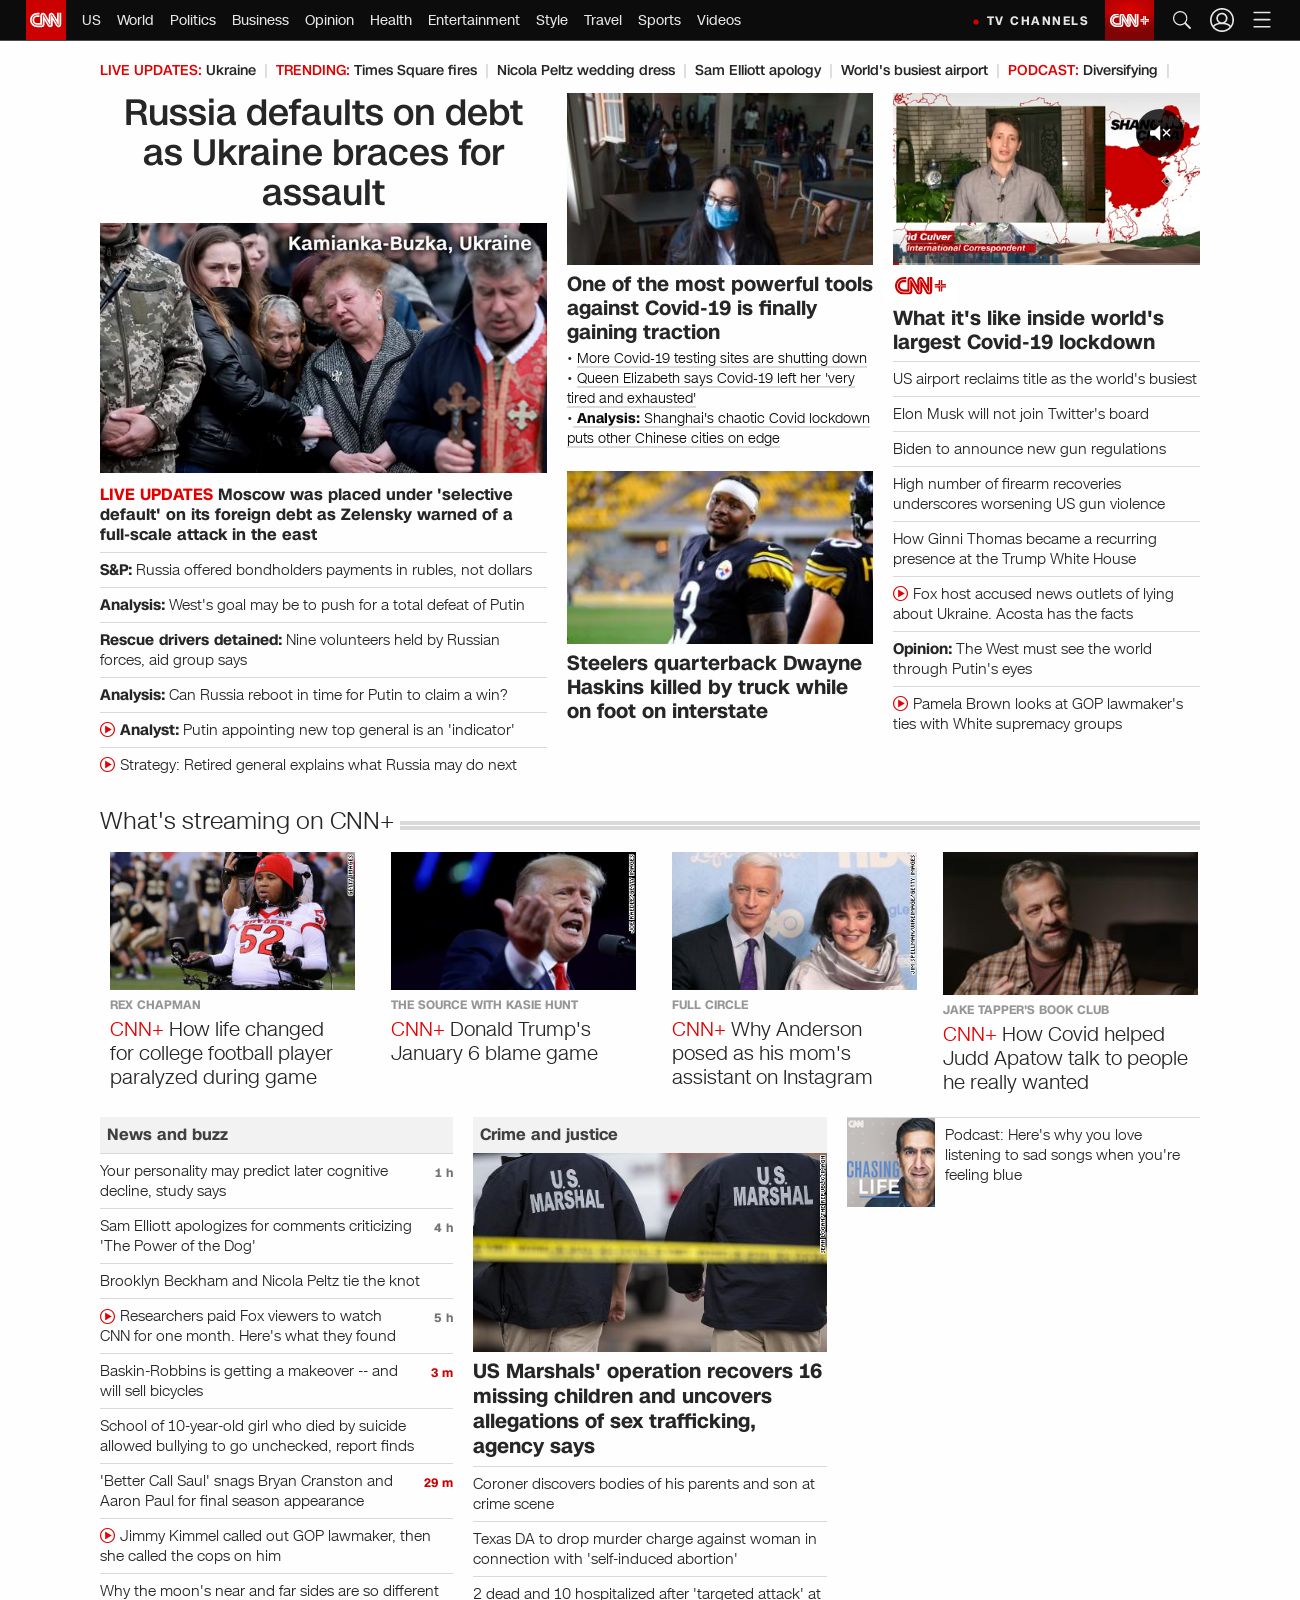 CNN US World Politics Business Opinion Health Entertainment Style Travel Sports Videos • TV CHANNELS CNN+
LIVE UPDATES: Ukraine | TRENDING: Times Square fires | Nicola Peltz wedding dress | Sam Elliott apology | World's busiest airport | PODCAST: Diversifying |
Russia defaults on debt
as Ukraine braces for
assault
Kamianka-Buzka, Ukraine
LIVE UPDATES Moscow was placed under 'selective
default' on its foreign debt as Zelensky warned of a
full-scale attack in the east
S&P: Russia offered bondholders payments in rubles, not dollars
Analysis: West's goal may be to push for a total defeat of Putin
Rescue drivers detained: Nine volunteers held by Russian
forces, aid group says
Analysis: Can Russia reboot in time for Putin to claim a win?
Analyst: Putin appointing new top general is an 'indicator'
Strategy: Retired general explains what Russia may do next
One of the most powerful tools
against Covid-19 is finally
gaining traction
• More Covid-19 testing sites are shutting down
• Queen Elizabeth says Covid-19 left her 'very
tired and exhausted'
• Analysis: Shanghai's chaotic Covid lockdown
puts other Chinese cities on edge
3
Steelers quarterback Dwayne
Haskins killed by truck while
on foot on interstate
rid Culver
International Correspondent
CNN+
What it's like inside world's
largest Covid-19 lockdown
US airport reclaims title as the world's busiest
Elon Musk will not join Twitter's board
Biden to announce new gun regulations
High number of firearm recoveries
underscores worsening US gun violence
How Ginni Thomas became a recurring
presence at the Trump White House
Fox host accused news outlets of lying
about Ukraine. Acosta has the facts
Opinion: The West must see the world
through Putin's eyes
Pamela Brown looks at GOP lawmaker's
ties with White supremacy groups
What's streaming on CNN+
GETTY IMAGES
RUTGERS
52
REX CHAPMAN
CNN+ How life changed
for college football player
paralyzed during game
THE SOURCE WITH KASIE HUNT
CNN+ Donald Trump's
January 6 blame game
FULL CIRCLE
CNN+ Why Anderson
posed as his mom's
assistant on Instagram
JAKE TAPPER'S BOOK CLUB
CNN+ How Covid helped
Judd Apatow talk to people
he really wanted
News and buzz
Your personality may predict later cognitive 1 h
decline, study says
Sam Elliott apologizes for comments criticizing 4 h
'The Power of the Dog'
Brooklyn Beckham and Nicola Peltz tie the knot
Researchers paid Fox viewers to watch 5 h
CNN for one month. Here's what they found
Baskin-Robbins is getting a makeover -- and 3 m
will sell bicycles
School of 10-year-old girl who died by suicide
allowed bullying to go unchecked, report finds
'Better Call Saul' snags Bryan Cranston and 29 m
Aaron Paul for final season appearance
Jimmy Kimmel called out GOP lawmaker, then
she called the cops on him
Why the moon's near and far sides are so different
Crime and justice
U.S.
MARSHAL
U.S.
MARSHAL
US Marshals' operation recovers 16
missing children and uncovers
allegations of sex trafficking,
agency says
Coroner discovers bodies of his parents and son at
crime scene
Texas DA to drop murder charge against woman in
connection with 'self-induced abortion'
2 dead and 10 hospitalized after 'targeted attack' at
CNN
CHASING
LIFE
Podcast: Here's why you love
listening to sad songs when you're
feeling blue